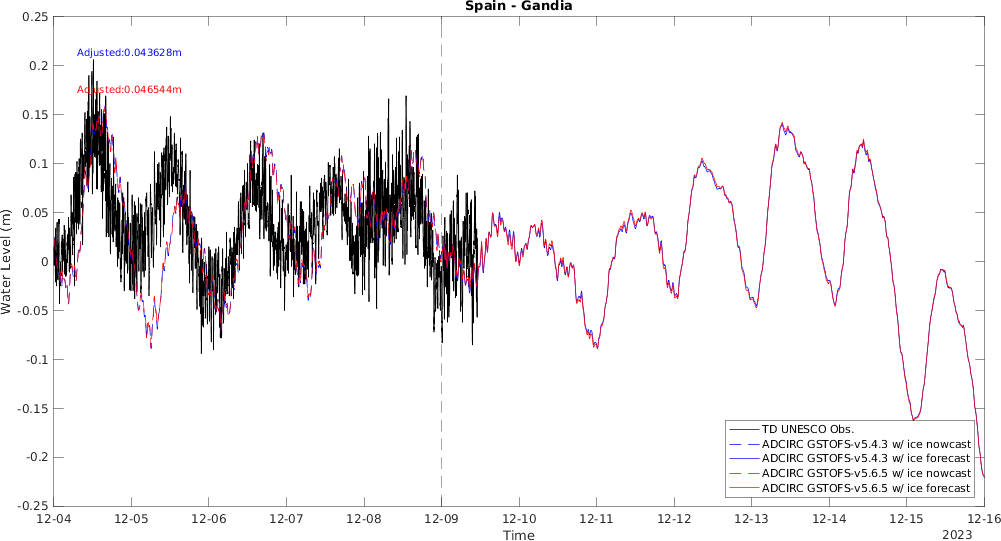 Spain - Gandia
0.25
0.2
0.15
0.1
0.05
0
-0.05
-0.1
-0.15
-0.2
-0.25
Water Level (m)
Adjusted:0.043628m
Adjusted:0.046544m
TD UNESCO Obs.
ADCIRC GSTOFS-v5.4.3 w/ ice nowcast
ADCIRC GSTOFS-v5.4.3 w/ ice forecast
ADCIRC GSTOFS-v5.6.5 w/ ice nowcast
ADCIRC GSTOFS-v5.6.5 w/ ice forecast
12-04 12-05 12-06 12-07 12-08 12-09 12-10 12-11 12-12 12-13 12-14 12-15 12-16
Time
2023